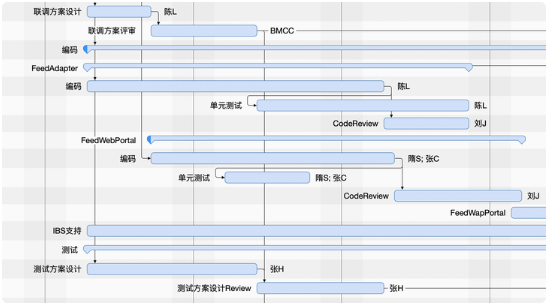 联调方案设计 陈L
联调方案评审 BMCC
编码
FeedAdapter
编码 陈L
单元测试 陈L
CodeReview 刘J
FeedWebPortal
编码 隋S; 张C
单元测试 隋S; 张C
CodeReview 刘J
FeedWapPortal
IBS支持
测试
测试方案设计 张H
测试方案设计Review 张H